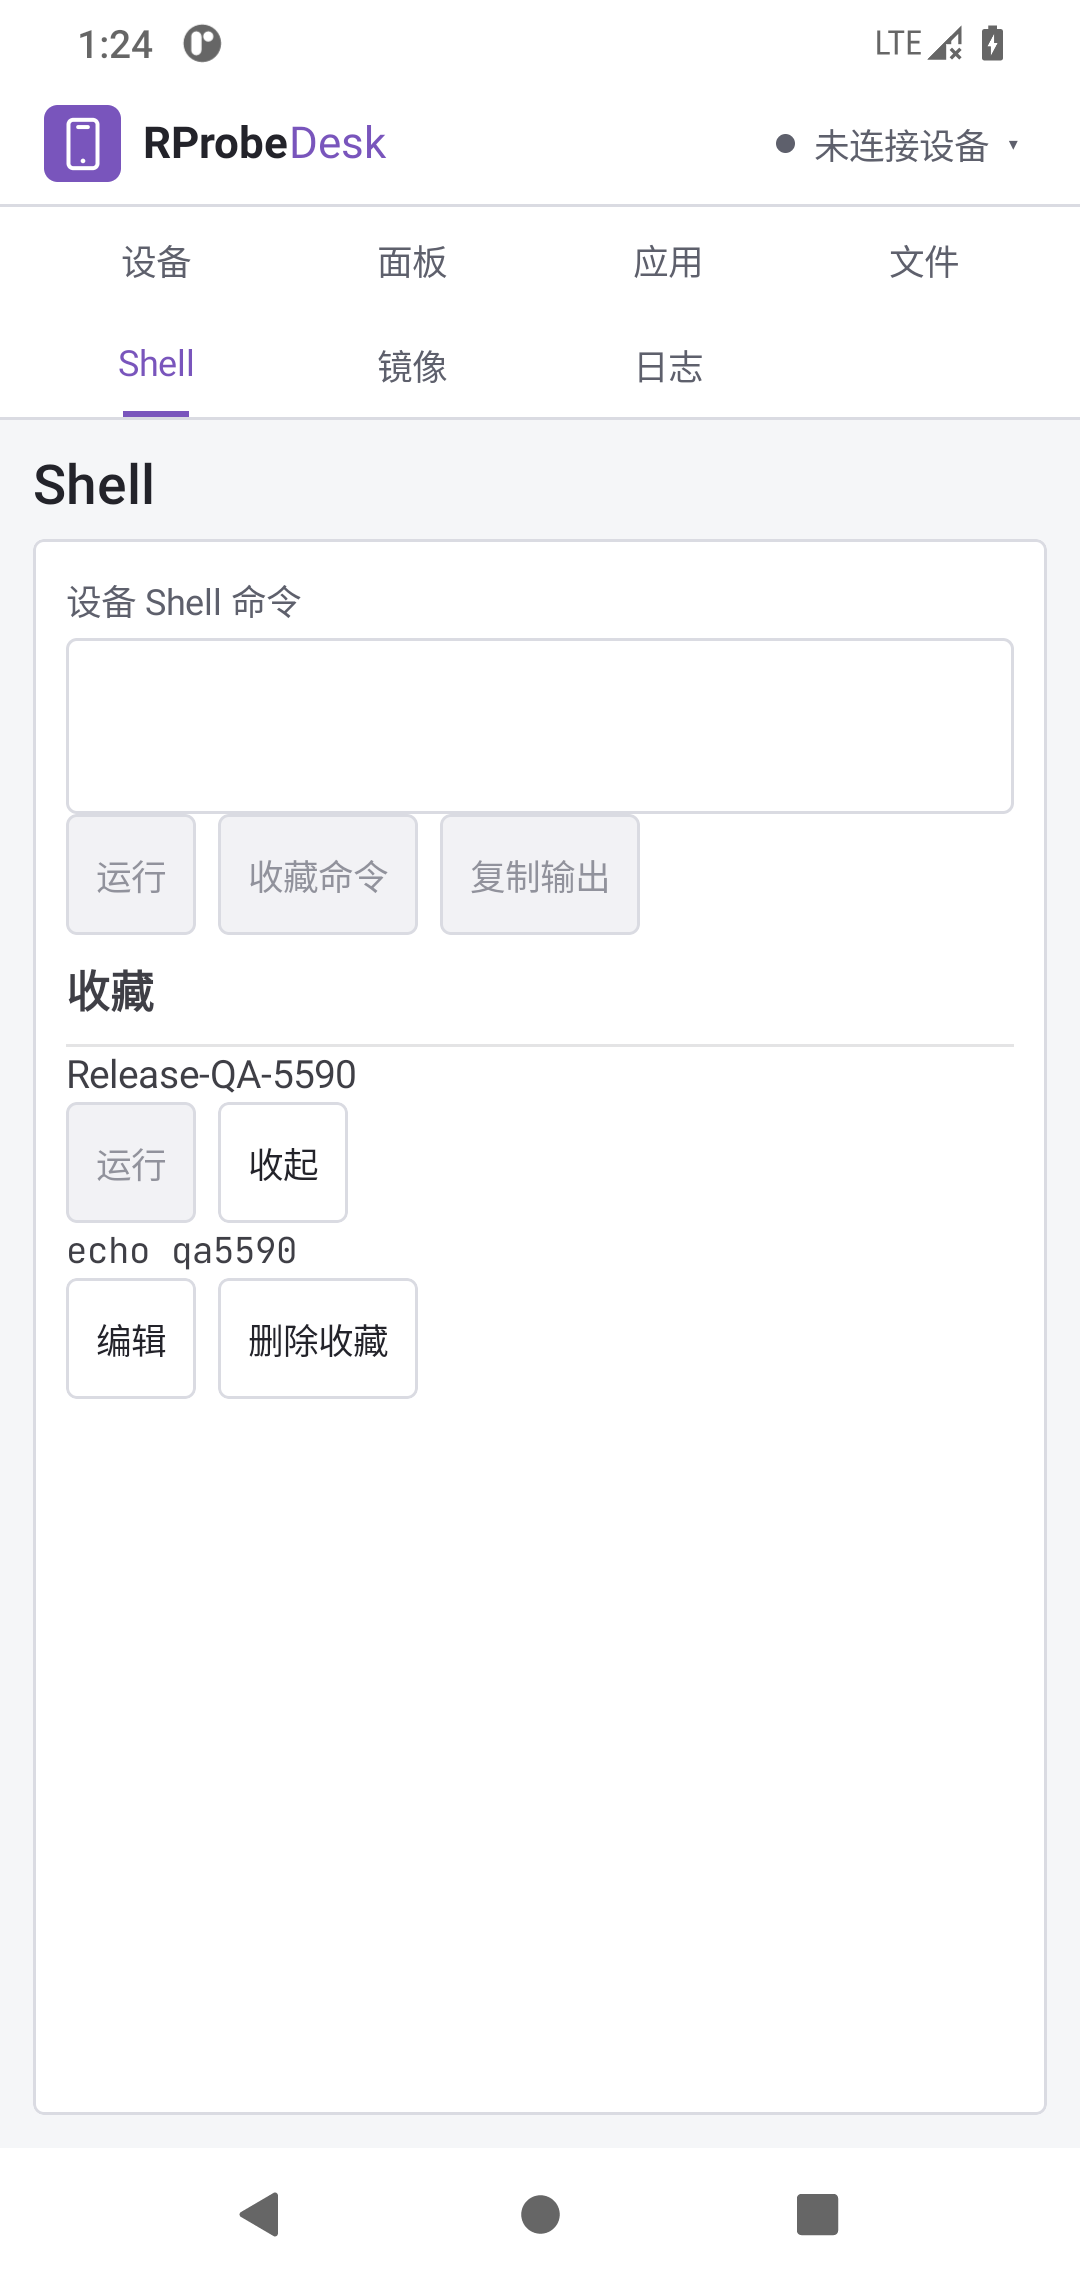 1:24 LTE
RProbeDesk 未连接设备 ▾
设备 面板 应用 文件
Shell 镜像 日志
Shell
设备 Shell 命令
运行 收藏命令 复制输出
收藏
Release-QA-5590
运行 收起
echo qa5590
编辑 删除收藏